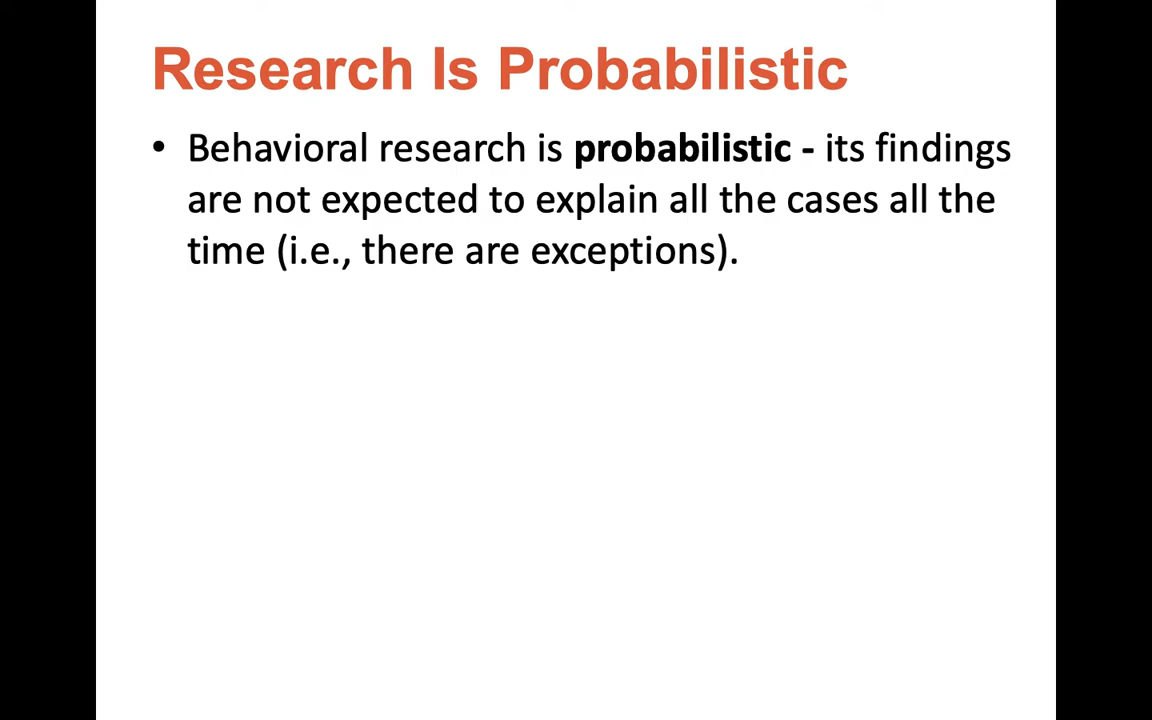 Research Is Probabilistic
• Behavioral research is probabilistic - its findings
are not expected to explain all the cases all the
time (i.e., there are exceptions).